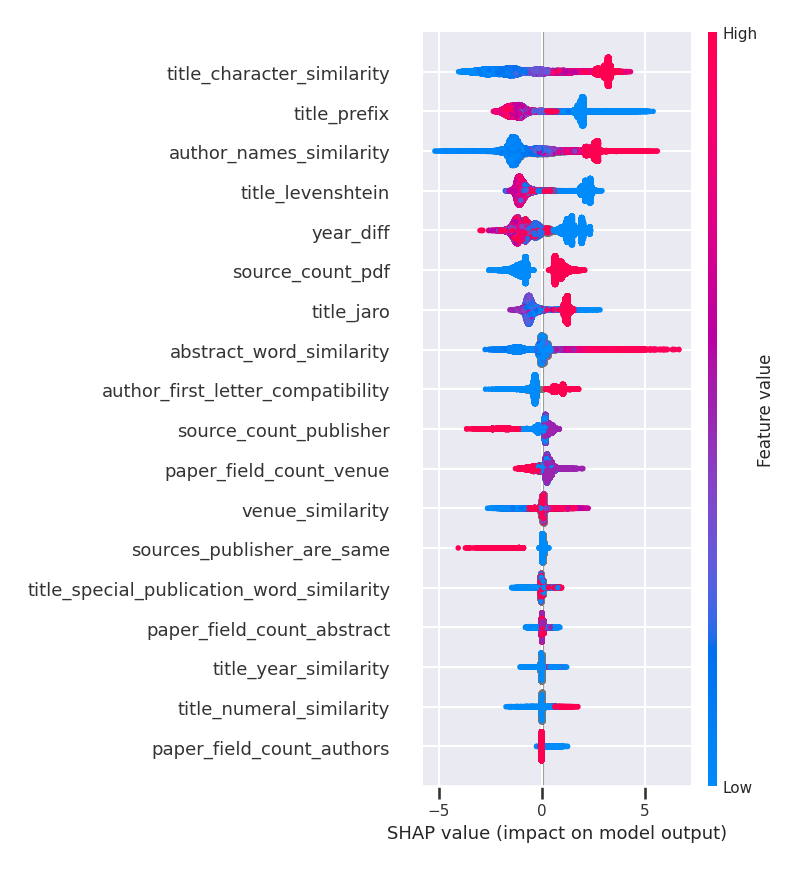 High
title_character_similarity
title_prefix
author_names_similarity
title_levenshtein
year_diff
source_count_pdf
title_jaro
abstract_word_similarity
author_first_letter_compatibility
source_count_publisher
paper_field_count_venue
venue_similarity
sources_publisher_are_same
title_special_publication_word_similarity
paper_field_count_abstract
title_year_similarity
title_numeral_similarity
paper_field_count_authors
Feature value
Low
−5 0 5
SHAP value (impact on model output)